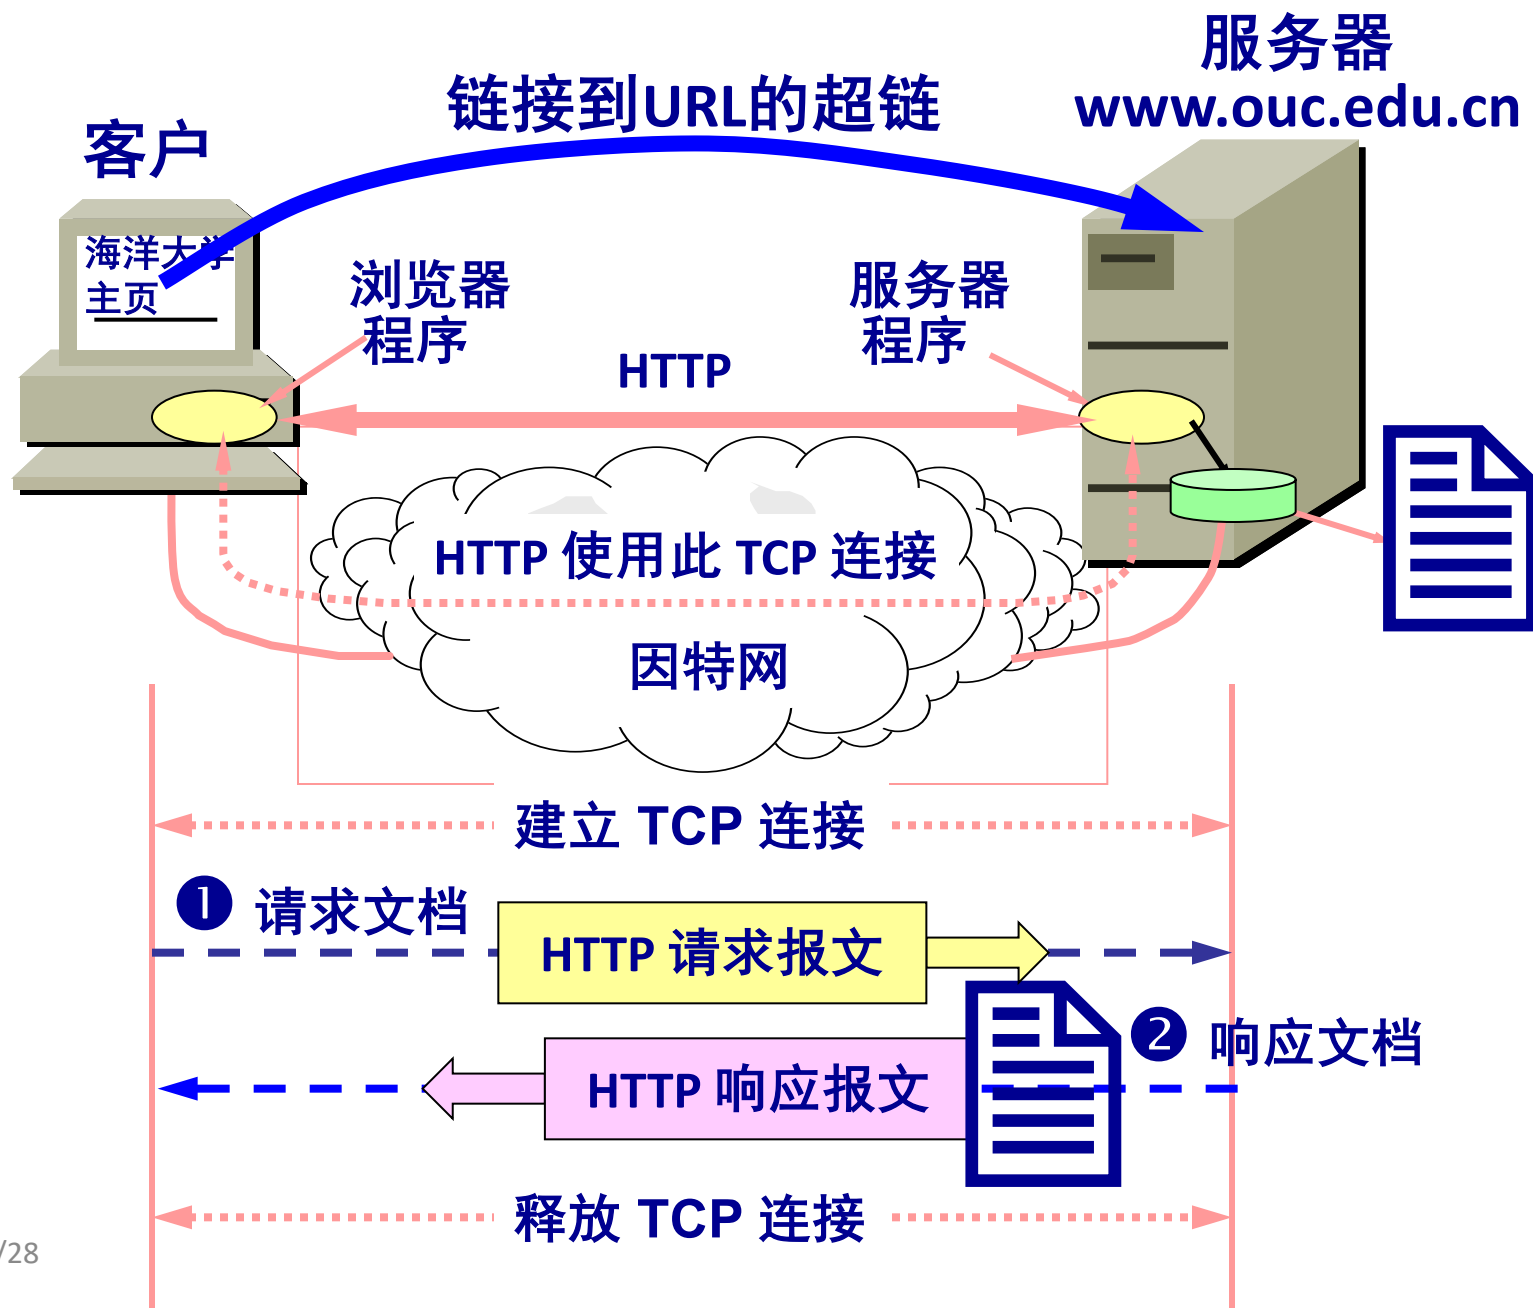 服务器
www.ouc.edu.cn
链接到URL的超链
客户
海洋大学
主页
浏览器
程序
服务器
程序
HTTP
HTTP 使用此 TCP 连接
因特网
建立 TCP 连接
❶ 请求文档
HTTP 请求报文
❷ 响应文档
HTTP 响应报文
释放 TCP 连接
/28